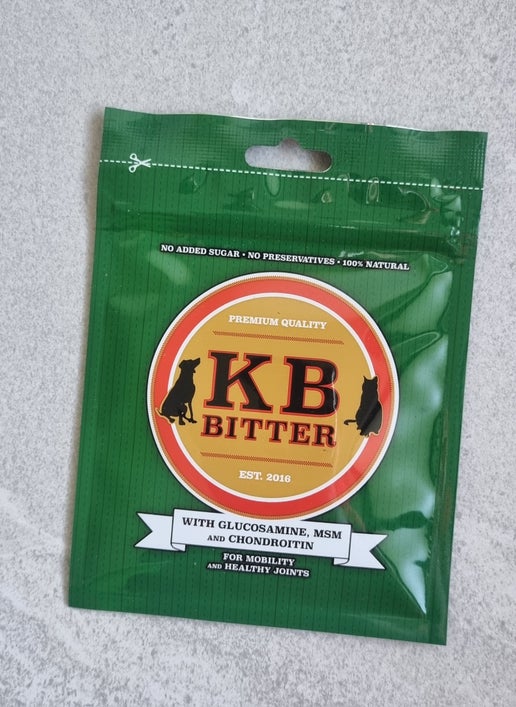 NO ADDED SUGAR • NO PRESERVATIVES • 100% NATURAL
PREMIUM QUALITY
KB
BITTER
EST. 2016
WITH GLUCOSAMINE, MSM
AND CHONDROITIN
FOR MOBILITY
AND HEALTHY JOINTS